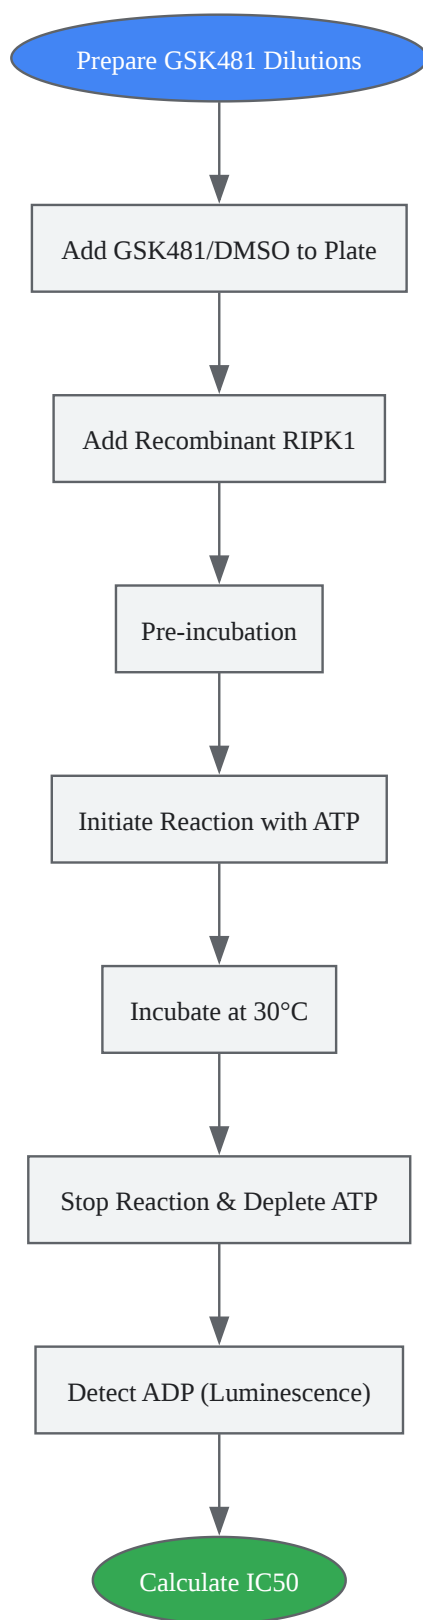 Prepare GSK481 Dilutions
Add GSK481/DMSO to Plate
Add Recombinant RIPK1
Pre-incubation
Initiate Reaction with ATP
Incubate at 30°C
Stop Reaction & Deplete ATP
Detect ADP (Luminescence)
Calculate IC50